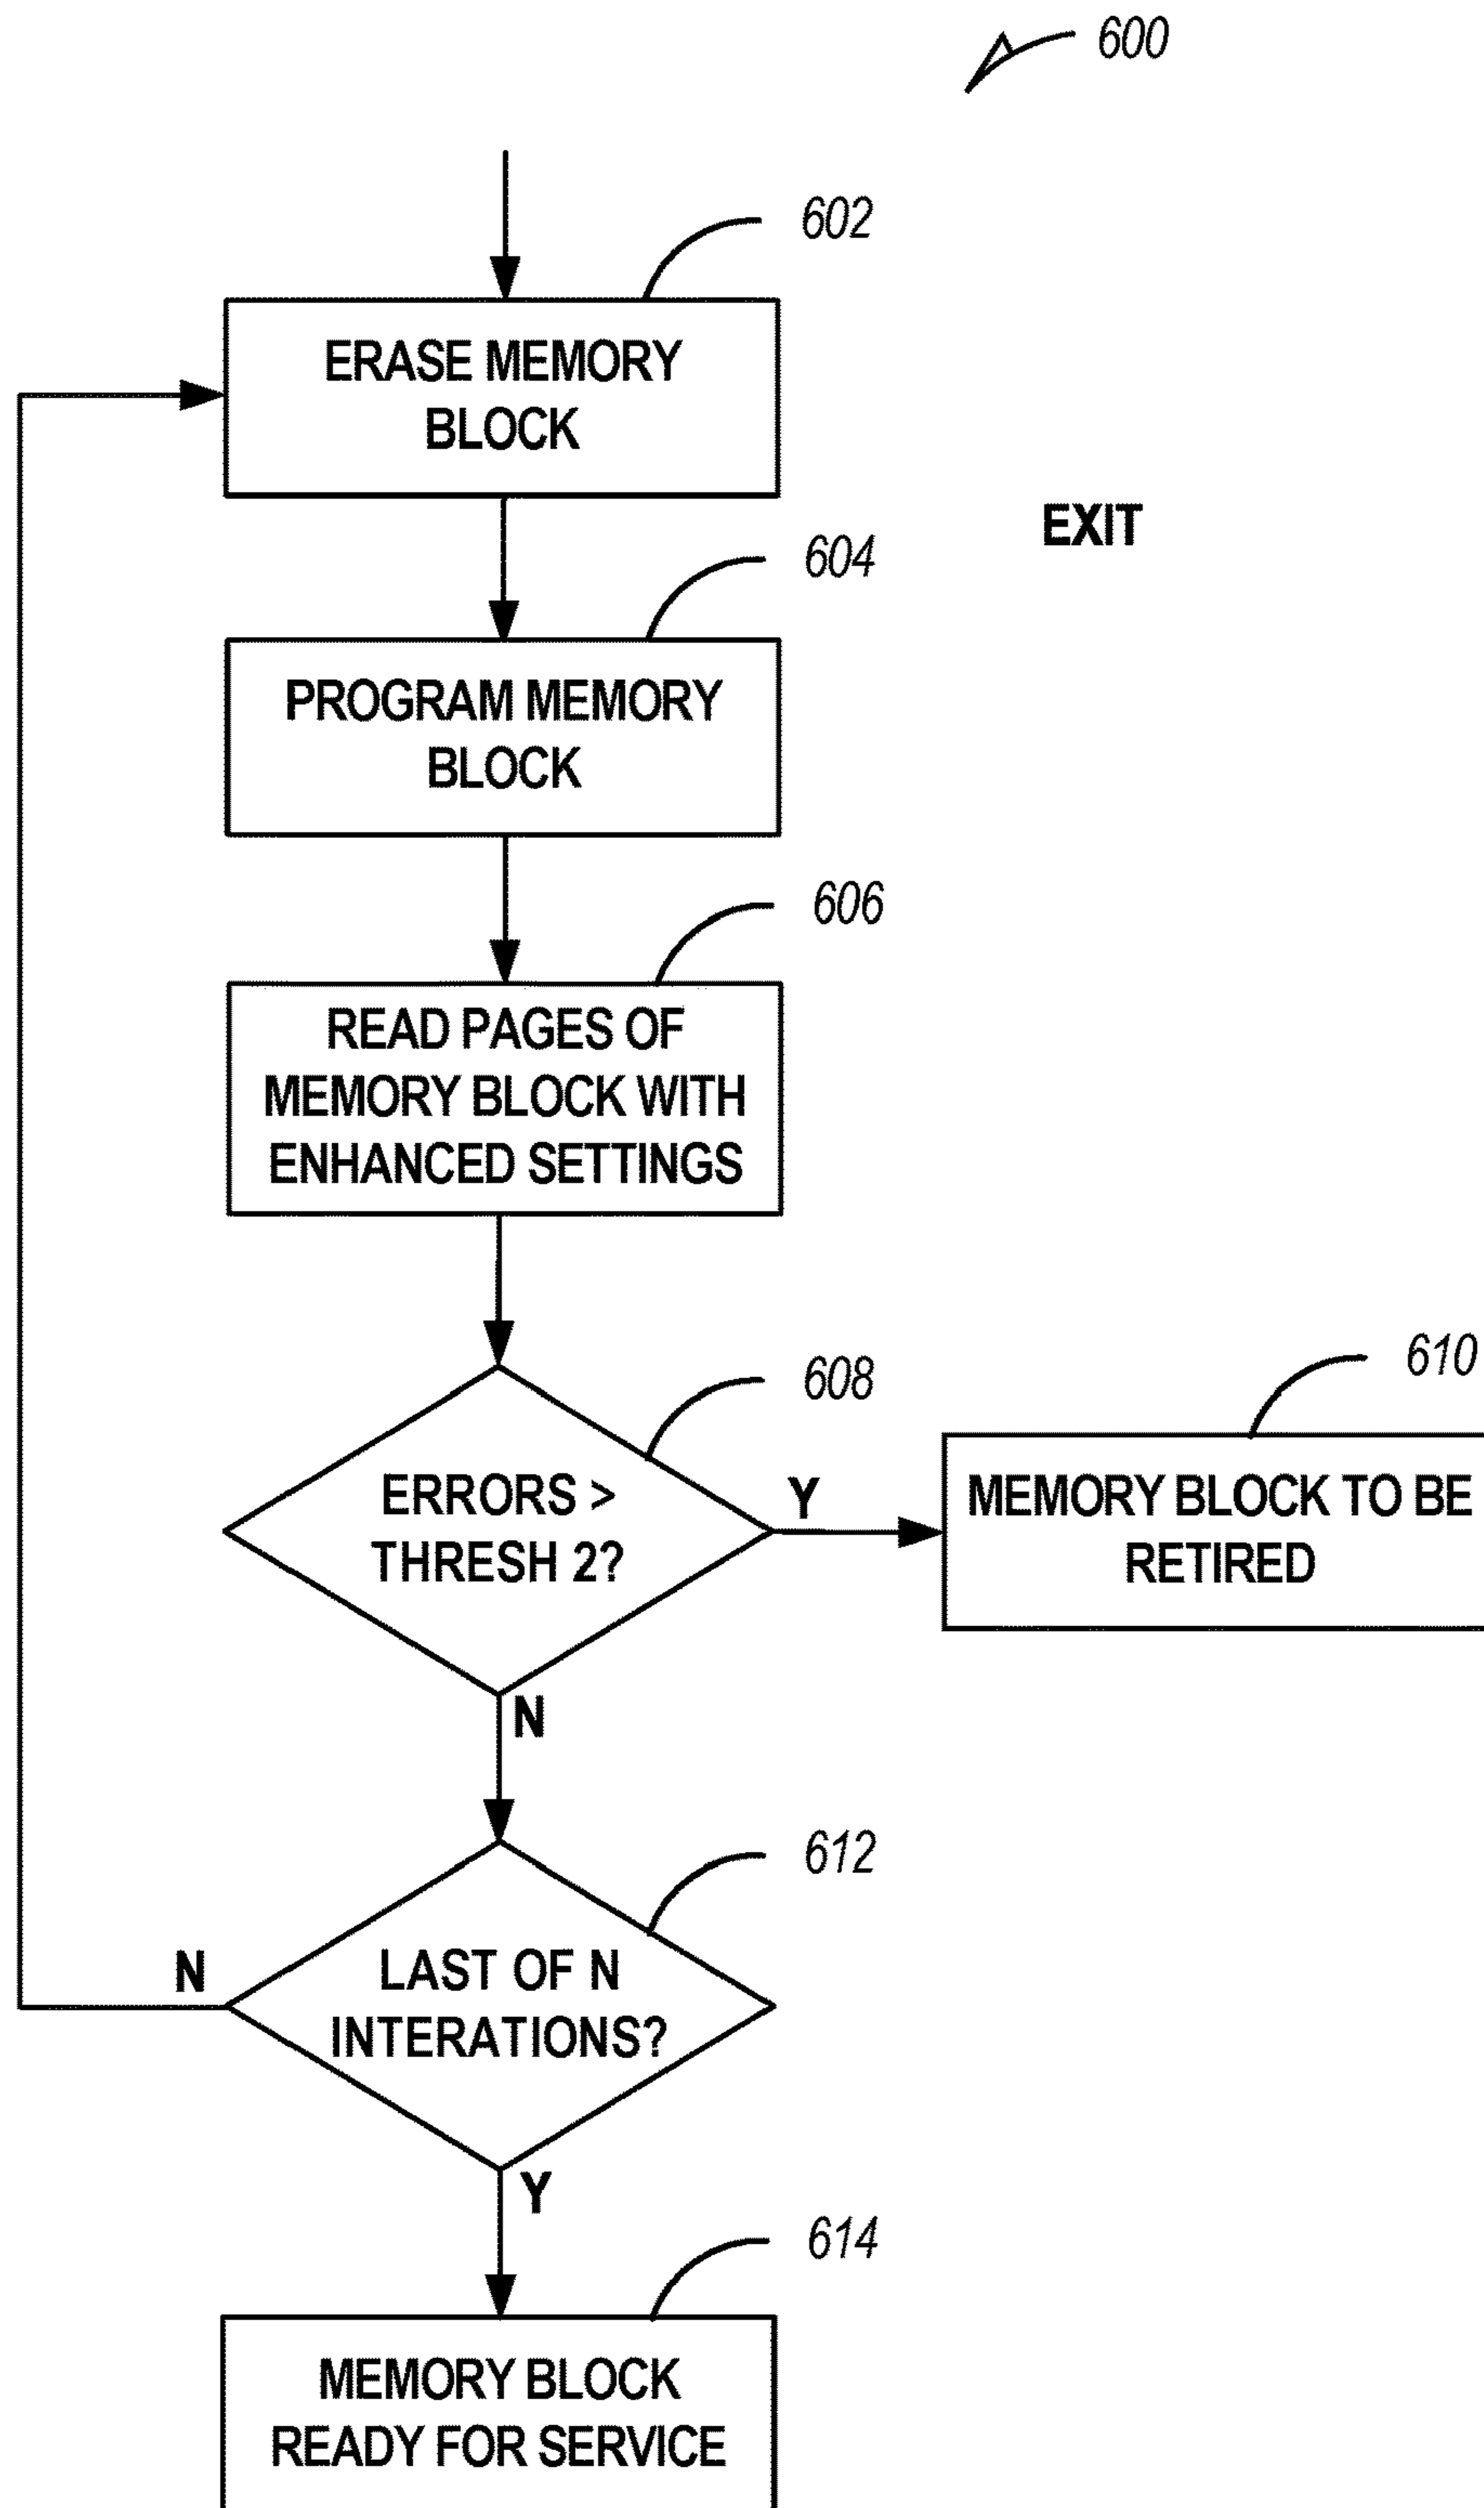 600
602
ERASE MEMORY
BLOCK
EXIT
604
PROGRAM MEMORY
BLOCK
606
READ PAGES OF
MEMORY BLOCK WITH
ENHANCED SETTINGS
608
610
ERRORS >
THRESH 2?
Y
MEMORY BLOCK TO BE
RETIRED
N
612
LAST OF N
INTERATIONS?
N
Y
614
MEMORY BLOCK
READY FOR SERVICE